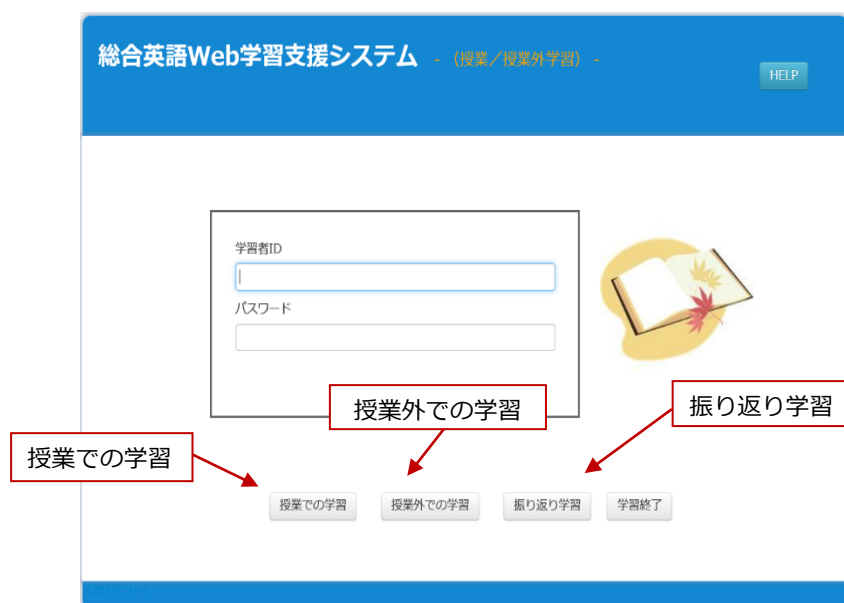 総合英語Web学習支援システム - (授業／授業外学習) -
HELP
学習者ID
パスワード
授業外での学習
振り返り学習
授業での学習
授業での学習 授業外での学習 振り返り学習 学習終了